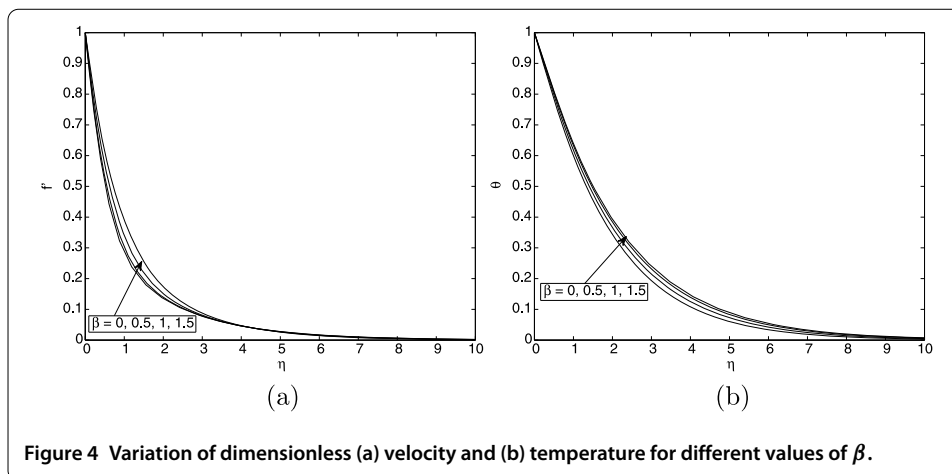 1
0.9
0.8
0.7
0.6
0.5
0.4
0.3
0.2
0.1
0
f'
β = 0, 0.5, 1, 1.5
0 1 2 3 4 5 6 7 8 9 10
η
(a)
1
0.9
0.8
0.7
0.6
0.5
0.4
0.3
0.2
0.1
0
θ
β = 0, 0.5, 1, 1.5
0 1 2 3 4 5 6 7 8 9 10
η
(b)
Figure 4 Variation of dimensionless (a) velocity and (b) temperature for different values of β.